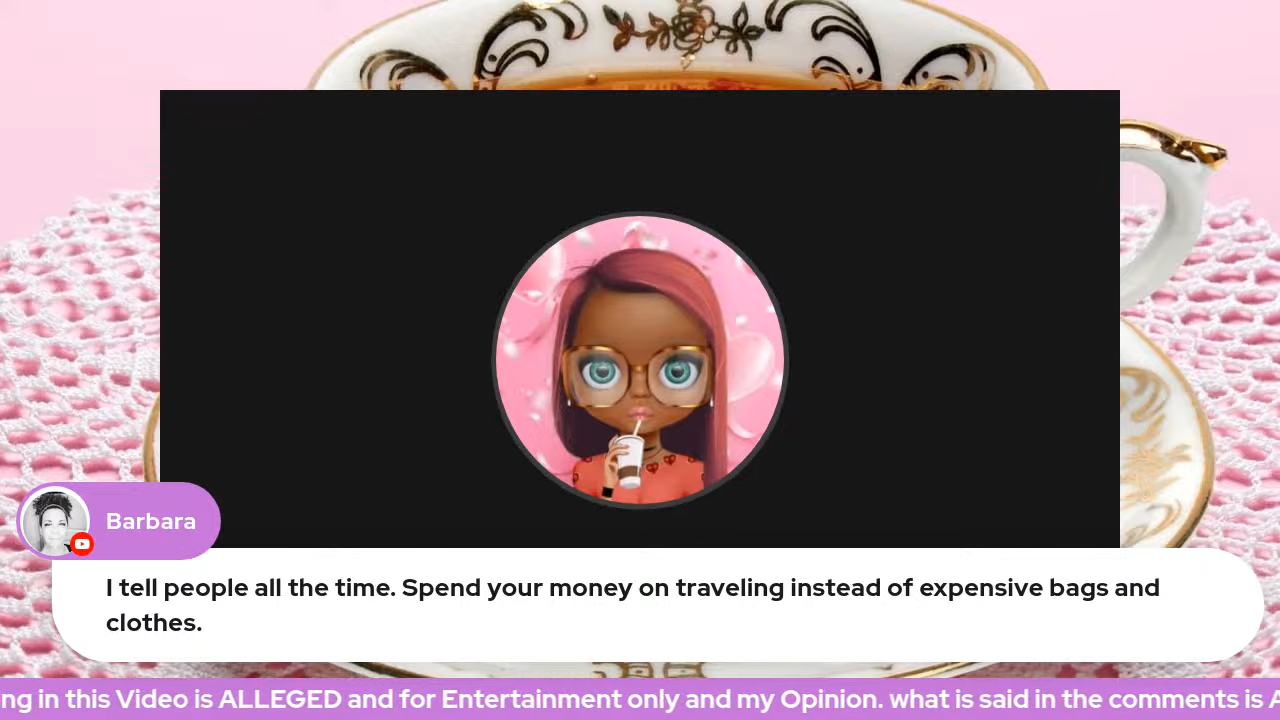 Barbara
I tell people all the time. Spend your money on traveling instead of expensive bags and
clothes.
ng in this Video is ALLEGED and for Entertainment only and my Opinion. what is said in the comments is A